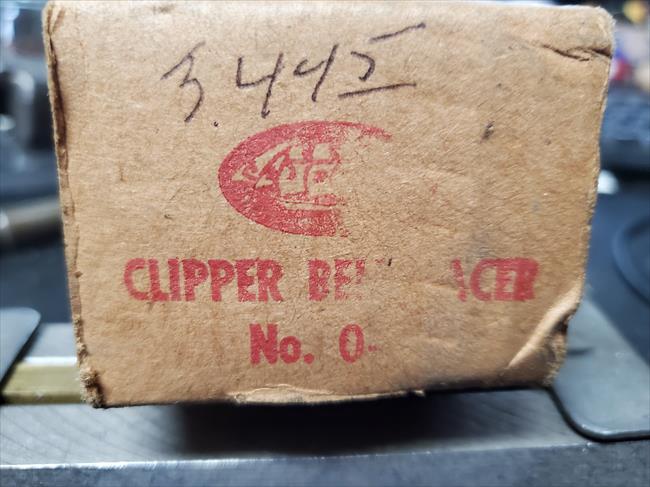 3.445
CLIPPER BE ACER
No. 0-